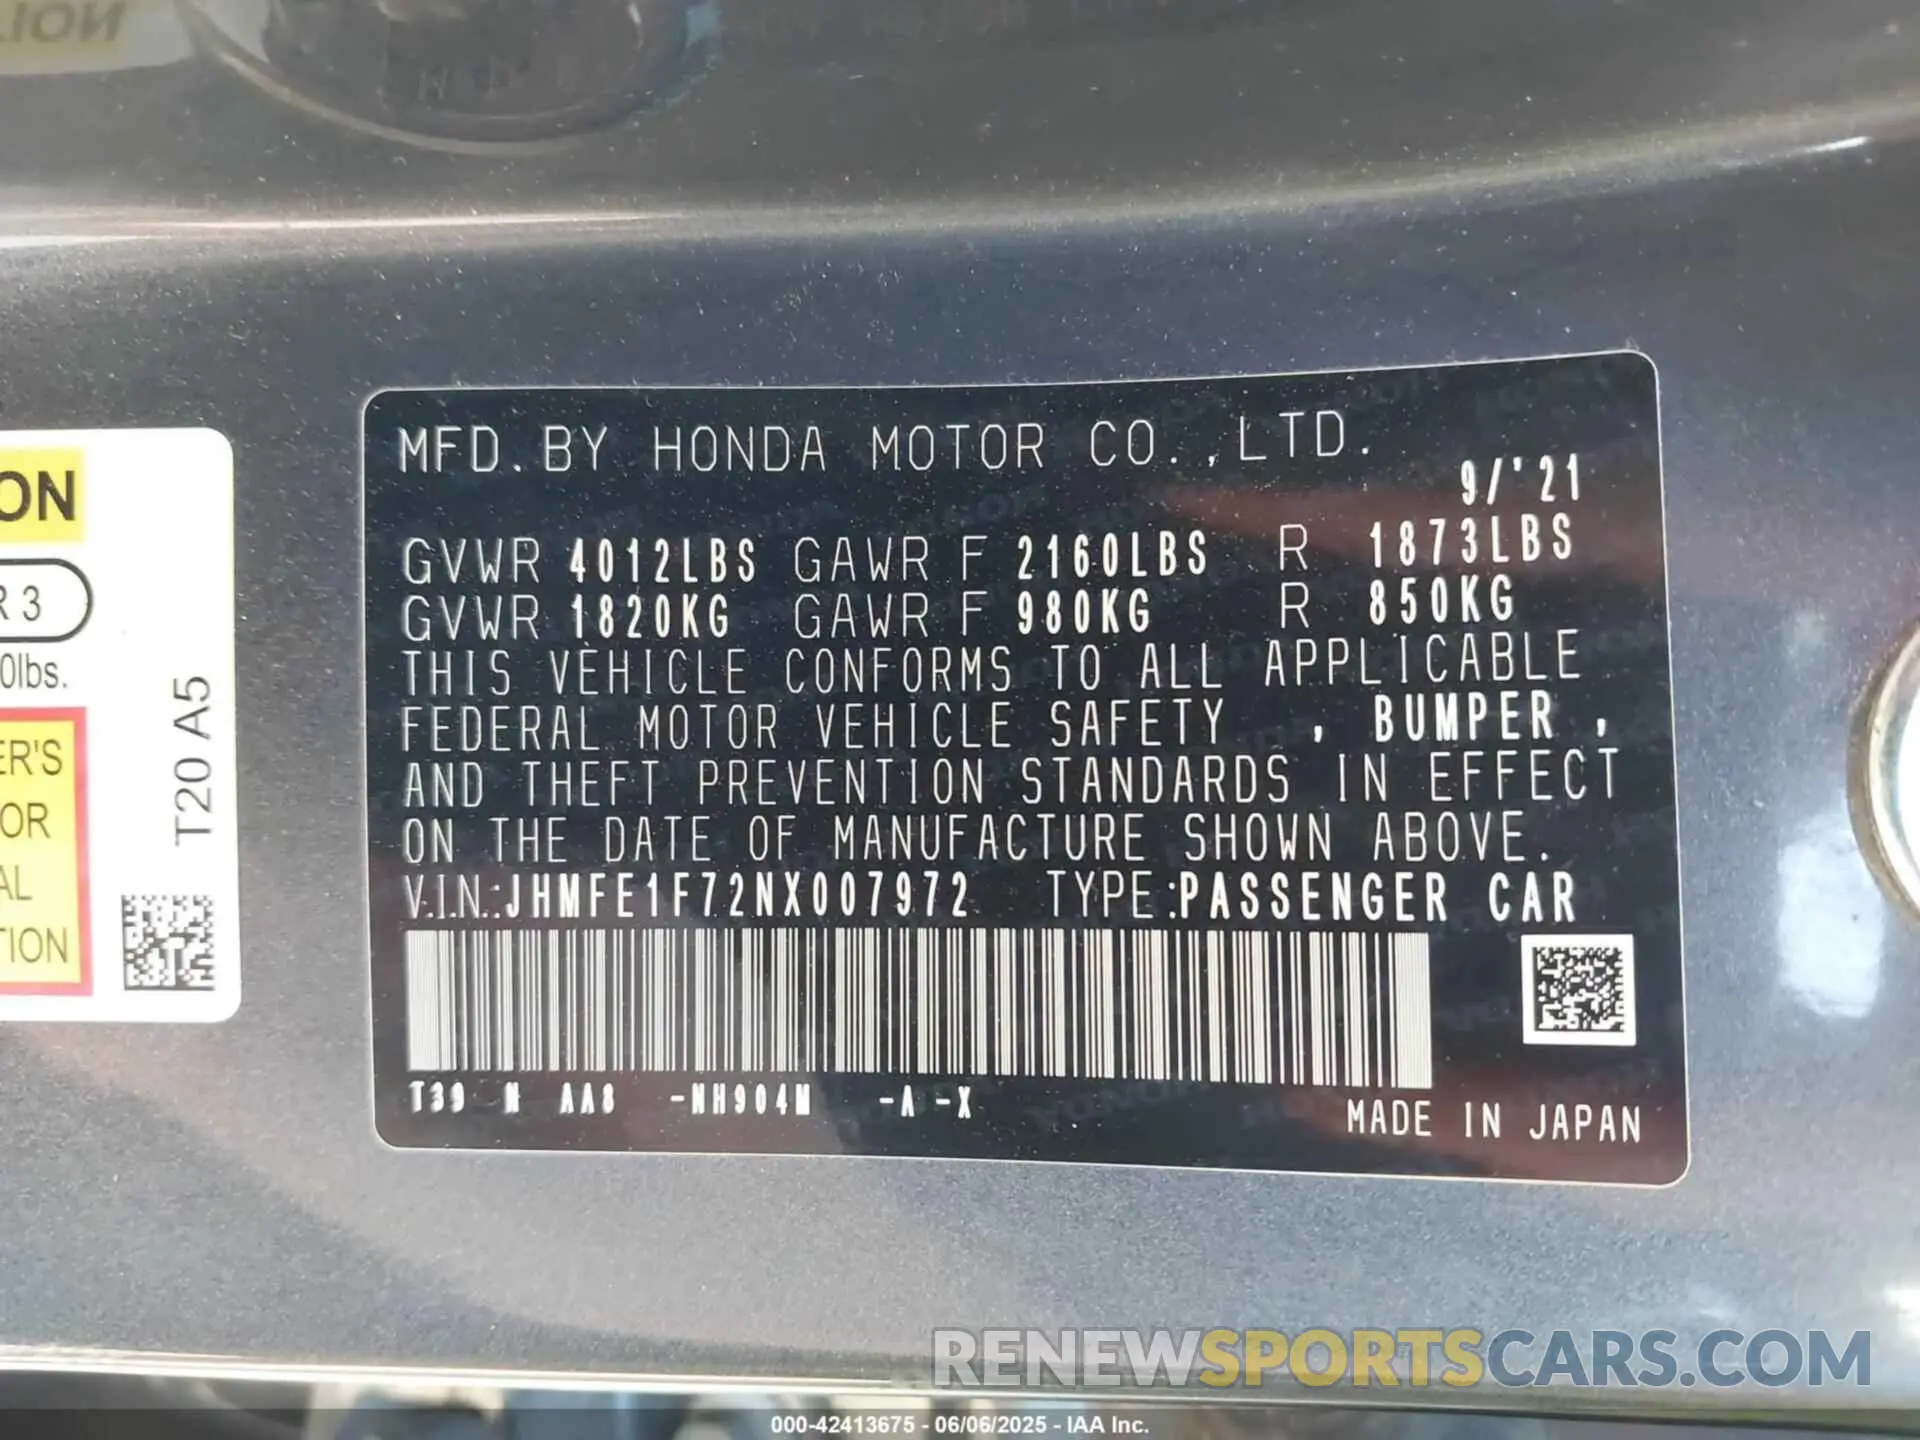 MFD. BY HONDA MOTOR CO.,LTD.
9/'21
GVWR 4012LBS GAWR F 2160LBS R 1873LBS
GVWR 1820KG GAWR F 980KG R 850KG
THIS VEHICLE CONFORMS TO ALL APPLICABLE
FEDERAL MOTOR VEHICLE SAFETY , BUMPER ,
AND THEFT PREVENTION STANDARDS IN EFFECT
ON THE DATE OF MANUFACTURE SHOWN ABOVE.
V.I.N.:JHMFE1F72NX007972 TYPE:PASSENGER CAR
T39 N AA8 -NH904M -A -X
MADE IN JAPAN
ON
R 3
0lbs.
ER'S
OR
AL
TION
T20 A5
RENEWSPORTSCARS.COM
000-42413675 - 06/06/2025 - IAA Inc.